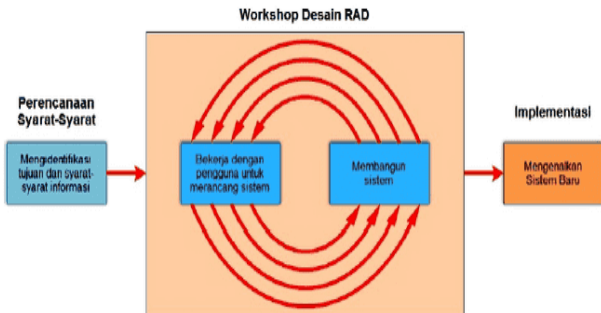 Workshop Desain RAD
Perencanaan
Syarat-Syarat
Mengidentifikasi
tujuan dan syarat-
syarat informasi
Bekerja dengan
pengguna untuk
merancang sistem
Membangun
sistem
Implementasi
Mengenalkan
Sistem Baru